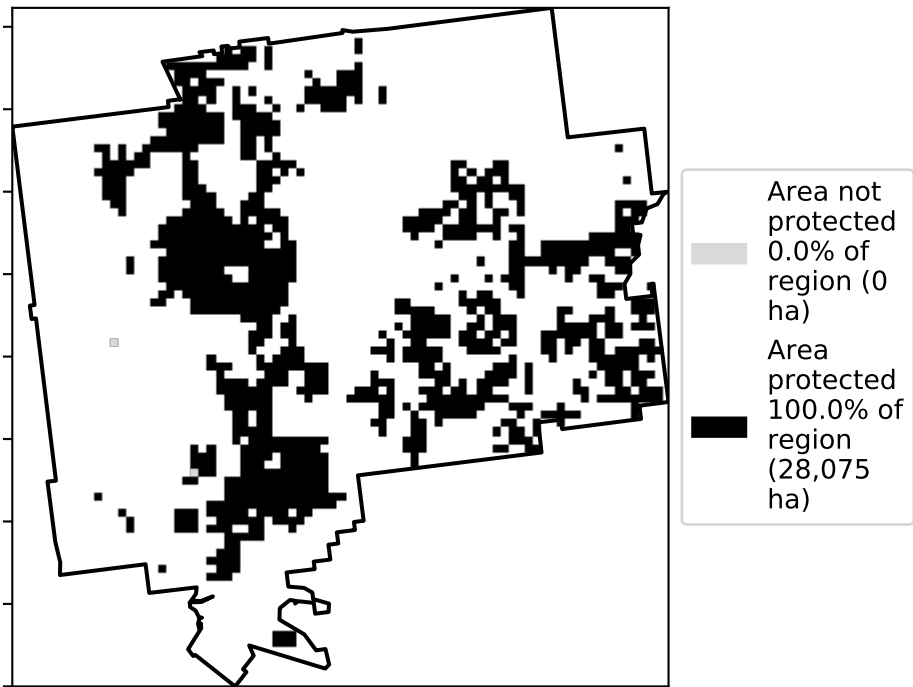 Area not
protected
0.0% of
region (0
ha)
Area
protected
100.0% of
region
(28,075
ha)